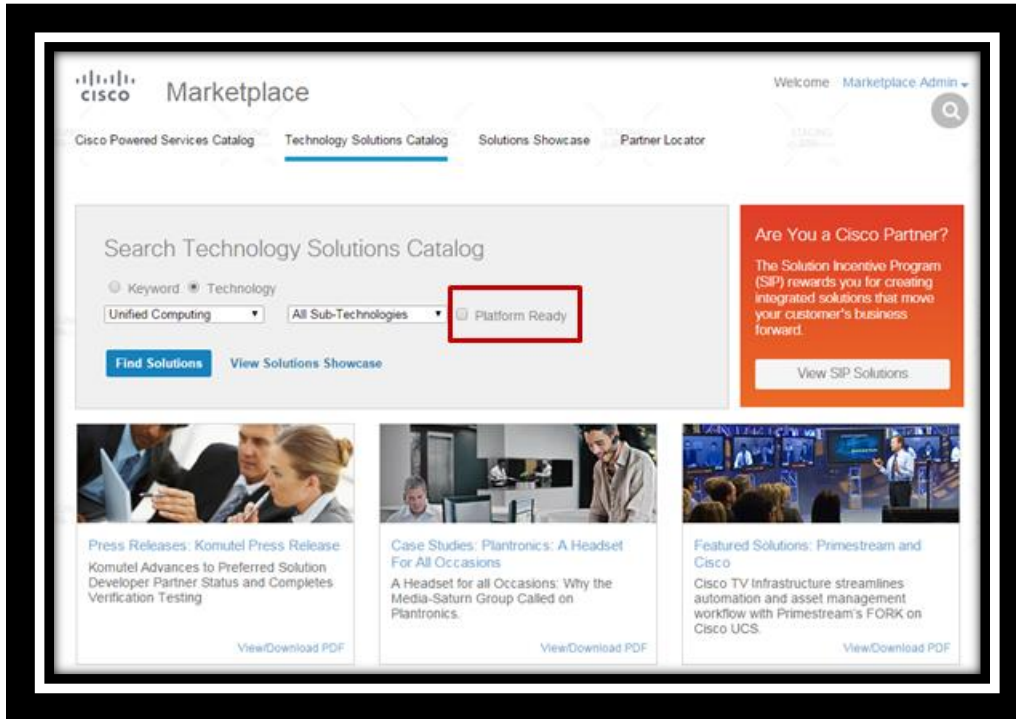 CISCO
Marketplace
Welcome Marketplace Admin
Cisco Powered Services Catalog
Technology Solutions Catalog
Solutions Showcase
Partner Locator
Search Technology Solutions Catalog
Keyword
Technology
Unified Computing
All Sub-Technologies
Platform Ready
Find Solutions
View Solutions Showcase
Are You a Cisco Partner?
The Solution Incentive Program
(SIP) rewards you for creating
integrated solutions that move
your customer's business
forward.
View SIP Solutions
Press Releases: Komutel Press Release
Komutel Advances to Preferred Solution
Developer Partner Status and Completes
Verification Testing
View/Download PDF
Case Studies: Plantronics: A Headset
For All Occasions
A Headset for all Occasions: Why the
Media-Saturn Group Called on
Plantronics.
View/Download PDF
Featured Solutions: Primestream and
Cisco
Cisco TV Infrastructure streamlines
automation and asset management
workflow with Primestream's FORK on
Cisco UCS.
View/Download PDF